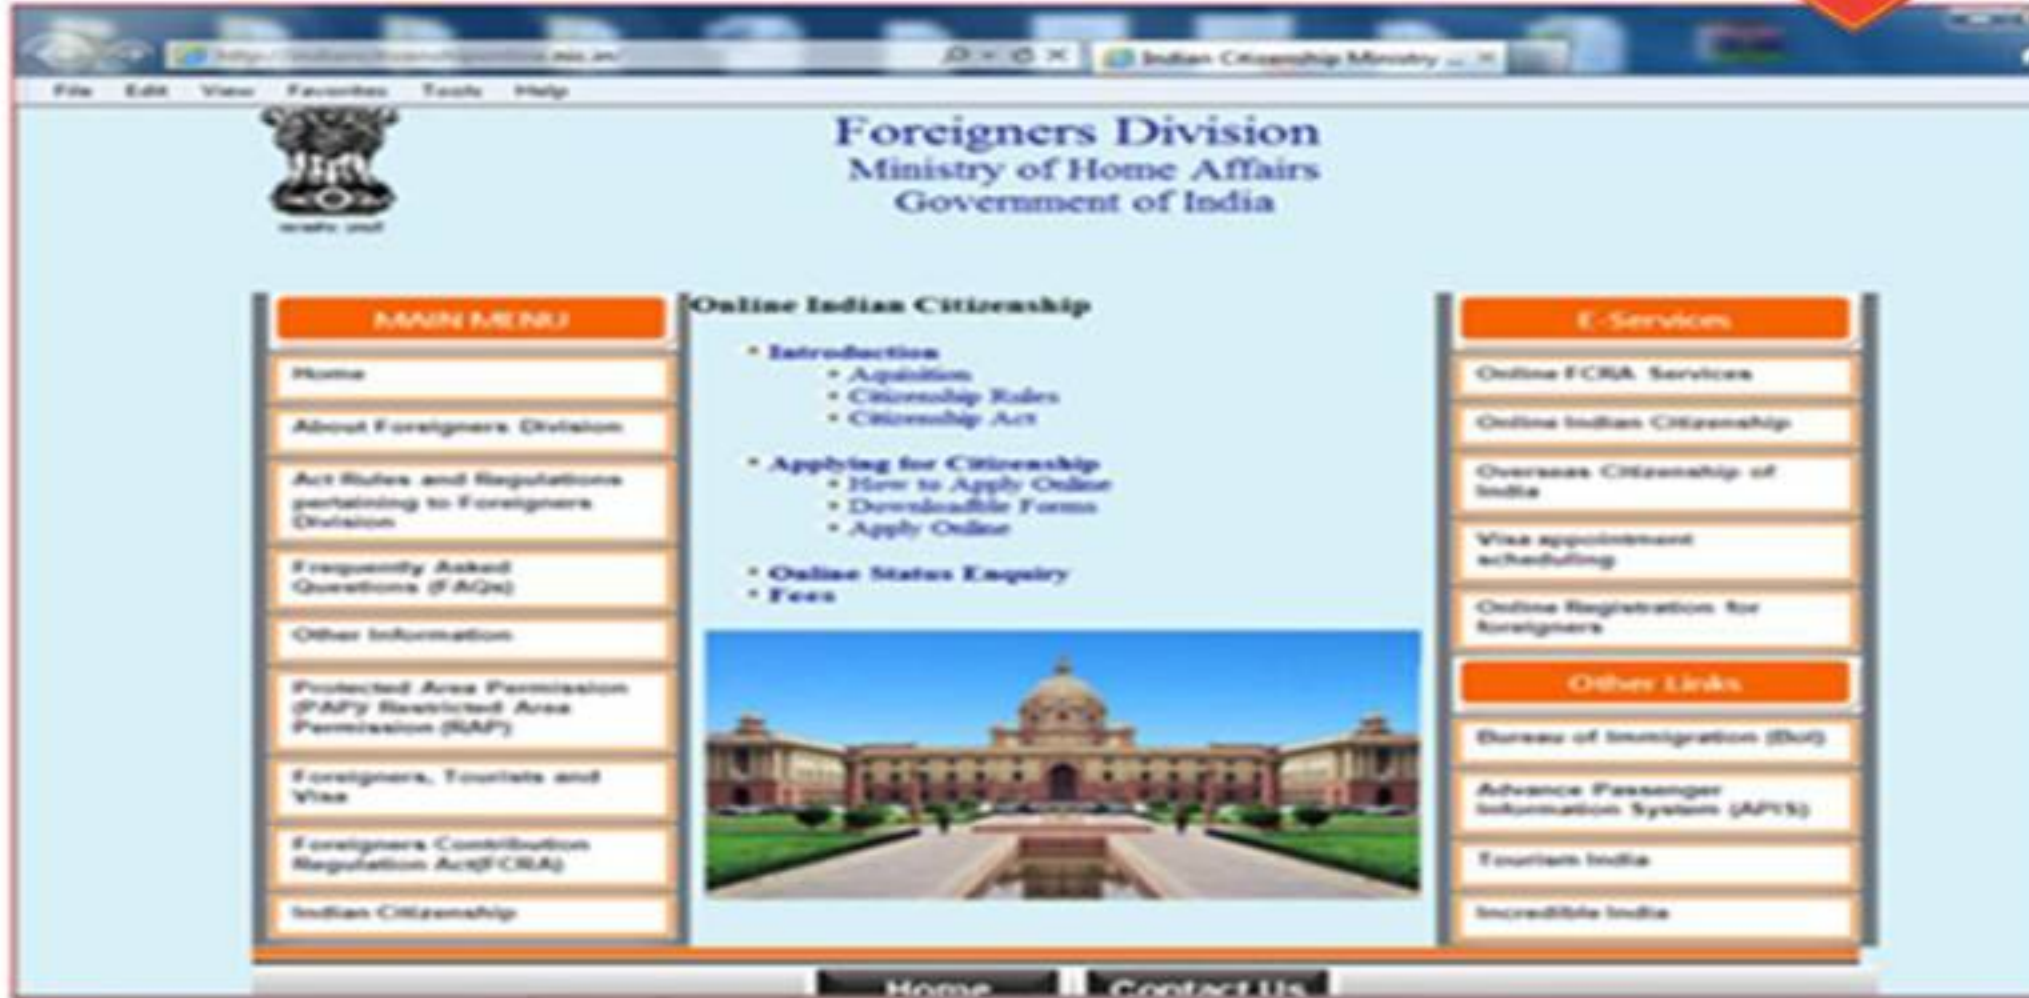 Indian Citizenship Ministry ...
File Edit View Favorites Tools Help
Foreigners Division
Ministry of Home Affairs
Government of India
MAIN MENU
Home
About Foreigners Division
Act Rules and Regulations
pertaining to Foreigners
Division
Frequently Asked
Questions (FAQs)
Other Information
Protected Area Permission
(PAP)/ Restricted Area
Permission (RAP)
Foreigners, Tourists and
Visa
Foreigners Contribution
Regulation Act(FCRA)
Indian Citizenship
Online Indian Citizenship
• Introduction
• Aquisition
• Citizenship Rules
• Citizenship Act
• Applying for Citizenship
• How to Apply Online
• Downloadble Forms
• Apply Online
• Online Status Enquiry
• Fees
E-Services
Online FCRA Services
Online Indian Citizenship
Overseas Citizenship of
India
Visa appointment
scheduling
Online Registration for
foreigners
Other Links
Bureau of Immigration (BoI)
Advance Passenger
Information System (APIS)
Tourism India
Incredible India
Home
Contact Us